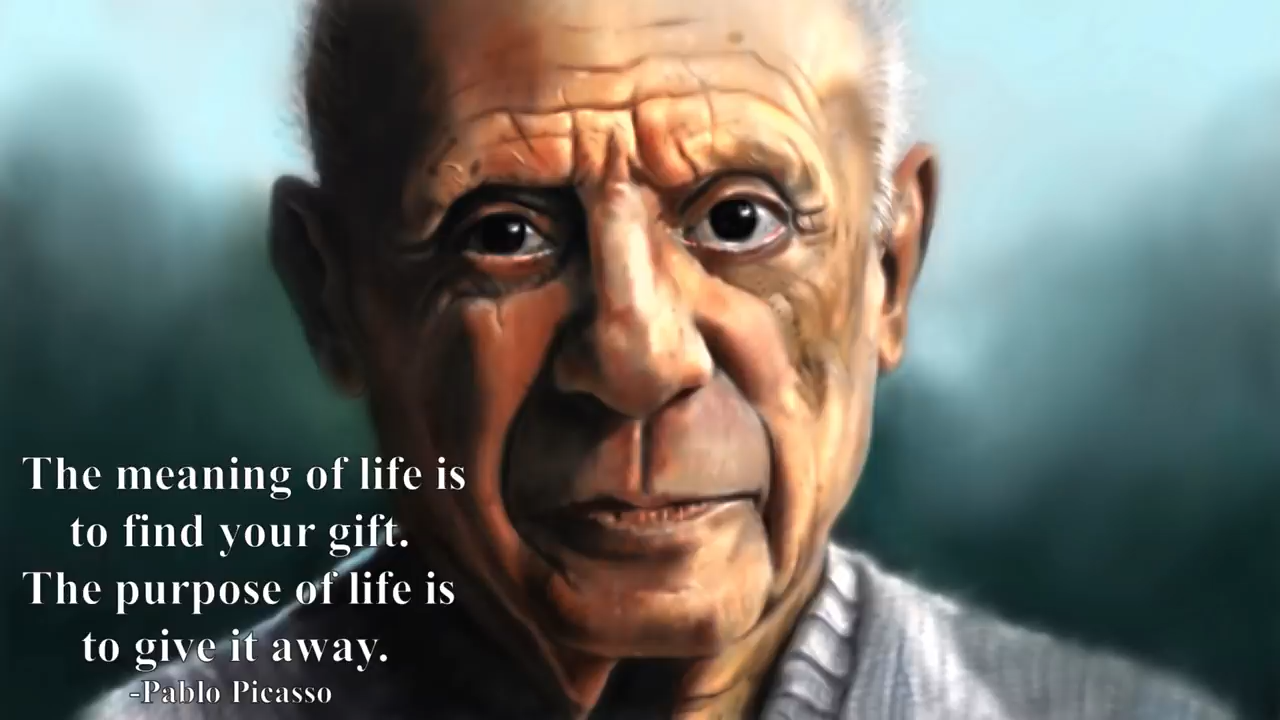 The meaning of life is
to find your gift.
The purpose of life is
to give it away.
-Pablo Picasso